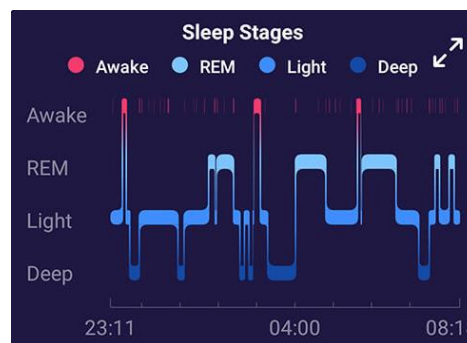 Sleep Stages
Awake REM Light Deep
Awake
REM
Light
Deep
23:11 04:00